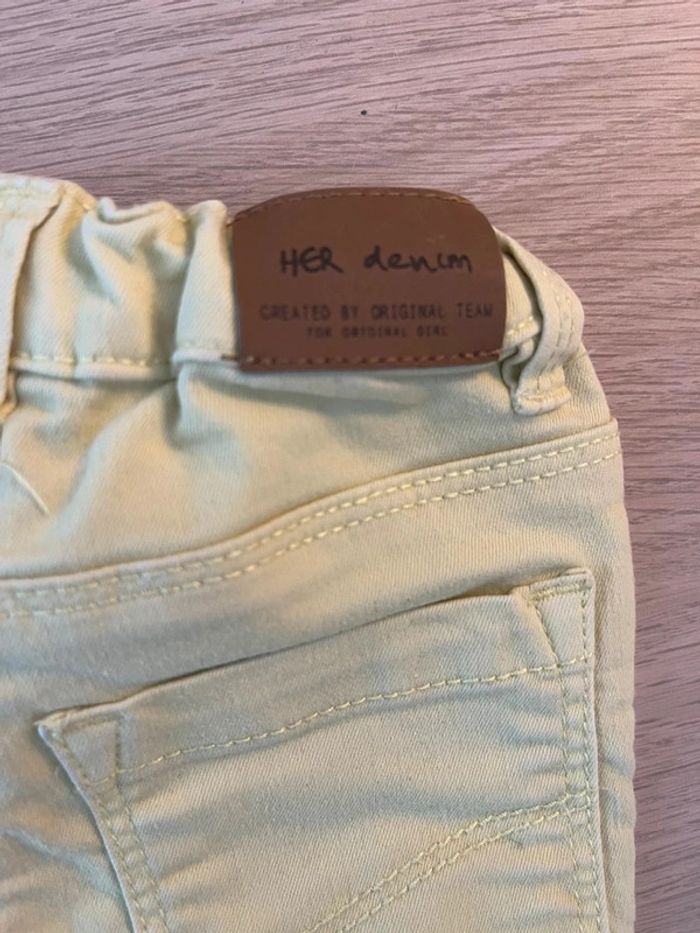 HER denim
CREATED BY ORIGINAL TEAM
FOR ORIGINAL GIRL